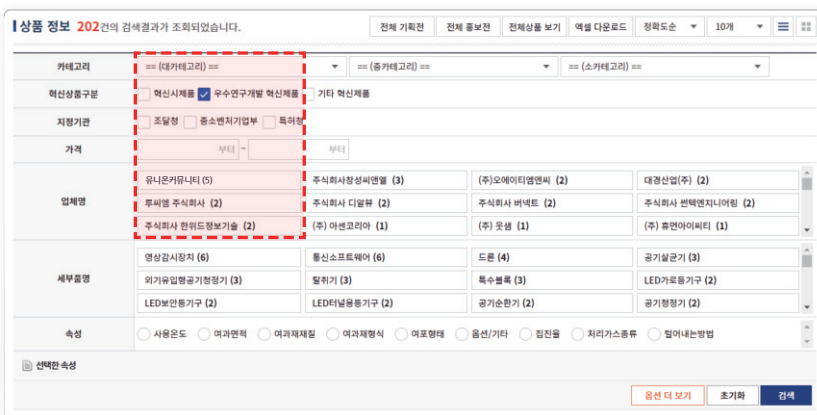 상품 정보 202건의 검색결과가 조회되었습니다. 전체 기획전 전체 홍보전 전체상품 보기 엑셀 다운로드 정확도순 10개
카테고리 == (대카테고리) == == (중카테고리) == == (소카테고리) ==
혁신상품구분 혁신시제품 우수연구개발 혁신제품 기타 혁신제품
지정기관 조달청 중소벤처기업부 특허청
가격 부터 ~ 부터
업체명
유니온커뮤니티 (5) 주식회사창성씨앤엘 (3) (주)오에이티엠엔씨 (2) 대경산업(주) (2)
루씨엠 주식회사 (2) 주식회사 디알뷰 (2) 주식회사 버넥트 (2) 주식회사 썬텍엔지니어링 (2)
주식회사 한위드정보기술 (2) (주) 아센코리아 (1) (주) 웃샘 (1) (주) 휴먼아이씨티 (1)
세부품명
영상감시장치 (6) 통신소프트웨어 (6) 드론 (4) 공기살균기 (3)
외기유입형공기청정기 (3) 탈취기 (3) 특수블록 (3) LED가로등기구 (2)
LED보안등기구 (2) LED터널용등기구 (2) 공기순환기 (2) 공기청정기 (2)
속성 사용온도 여과면적 여과재재질 여과재형식 여포형태 옵션/기타 집진율 처리가스종류 털어내는방법
선택한 속성
옵션 더 보기 초기화 검색